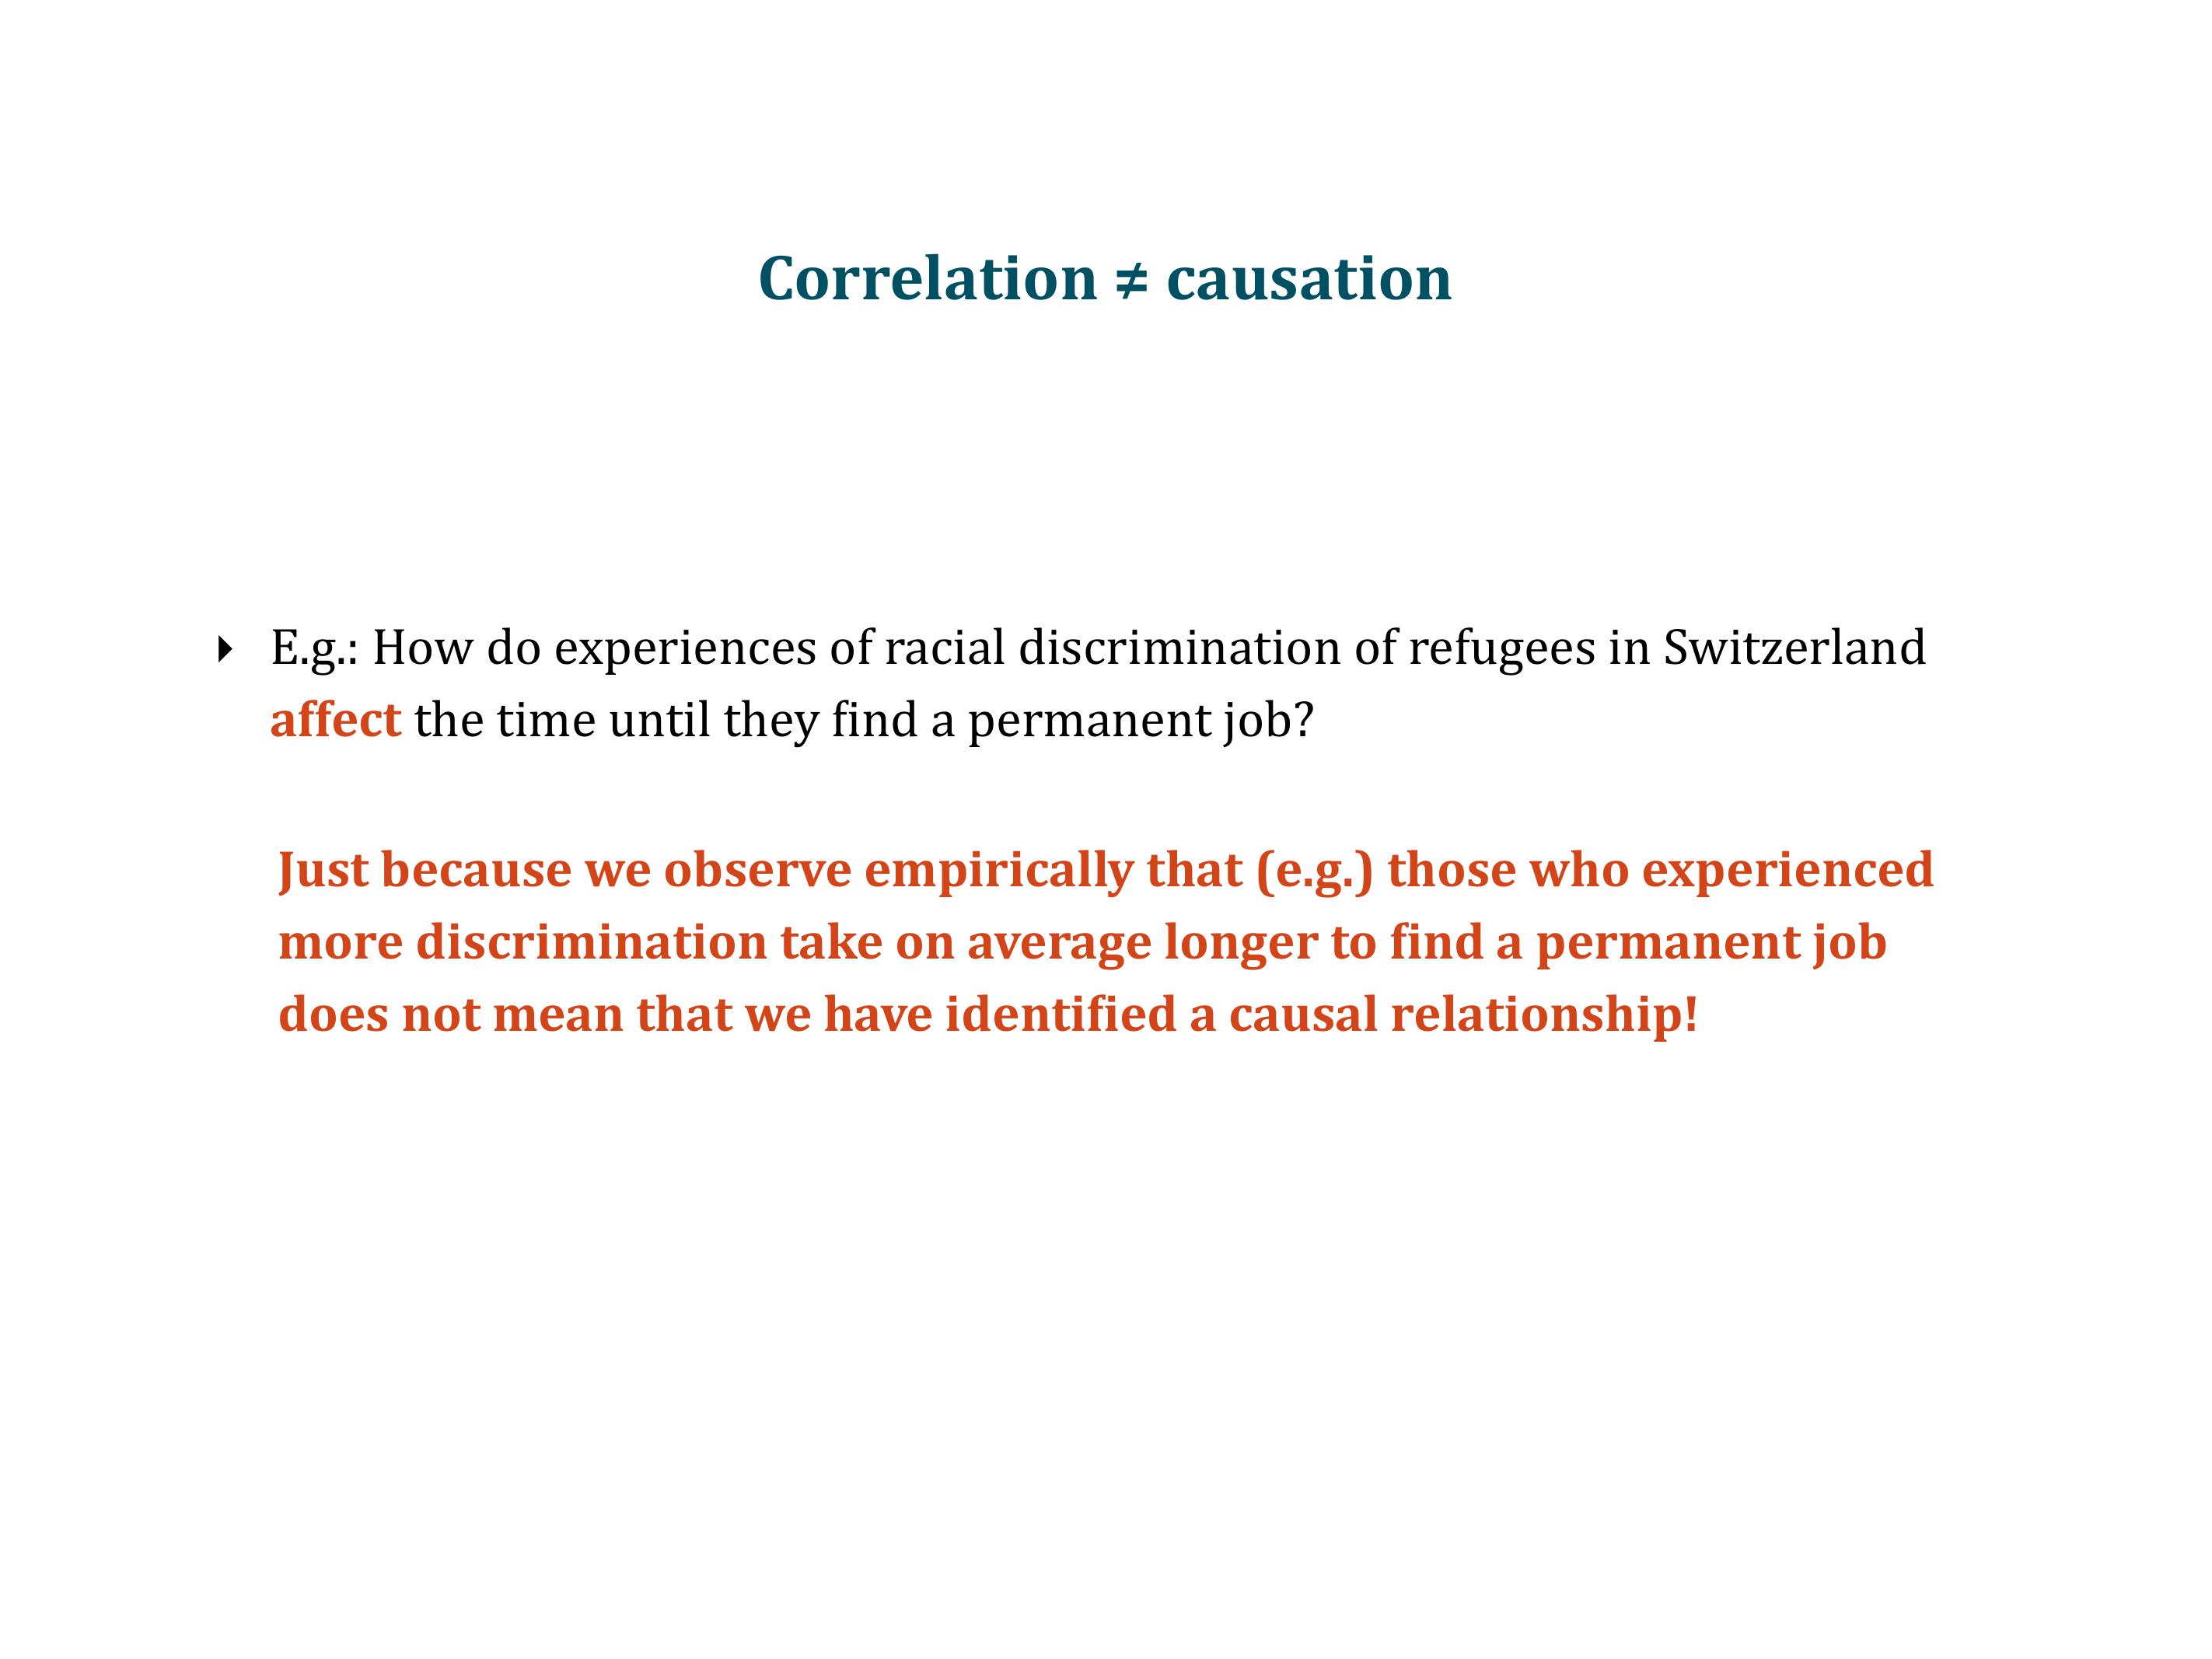 Correlation ≠ causation
E.g.: How do experiences of racial discrimination of refugees in Switzerland
affect the time until they find a permanent job?
Just because we observe empirically that (e.g.) those who experienced
more discrimination take on average longer to find a permanent job
does not mean that we have identified a causal relationship!